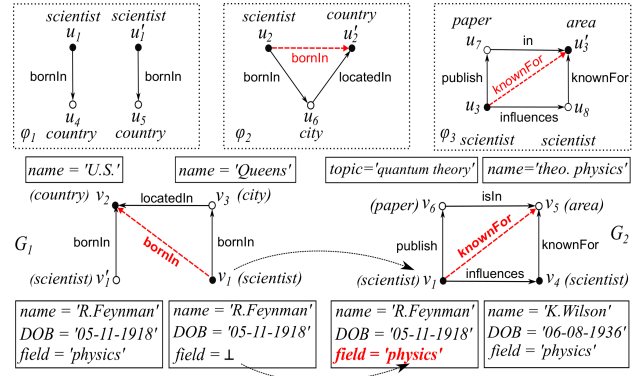 scientist scientist
u1 u'1
bornIn bornIn
u4 u5
φ1 country country
scientist country
u2 u'2
bornIn
bornIn locatedIn
u6
φ2 city
paper area
u7 in u'3
publish knownFor knownFor
u3 influences u8
φ3 scientist scientist
name = 'U.S.' name = 'Queens' topic='quantum theory' name='theo. physics'
(country) v2 locatedIn v3 (city)
(paper) v6 isIn v5 (area)
G1 bornIn bornIn bornIn
publish knownFor knownFor G2
(scientist) v'1 v1 (scientist)
(scientist) v1 influences v4 (scientist)
name = 'R.Feynman' name = 'R.Feynman' name = 'R.Feynman' name = 'K.Wilson'
DOB = '05-11-1918' DOB = '05-11-1918' DOB = '05-11-1918' DOB = '06-08-1936'
field = 'physics' field = ⊥ field = 'physics' field = 'physics'